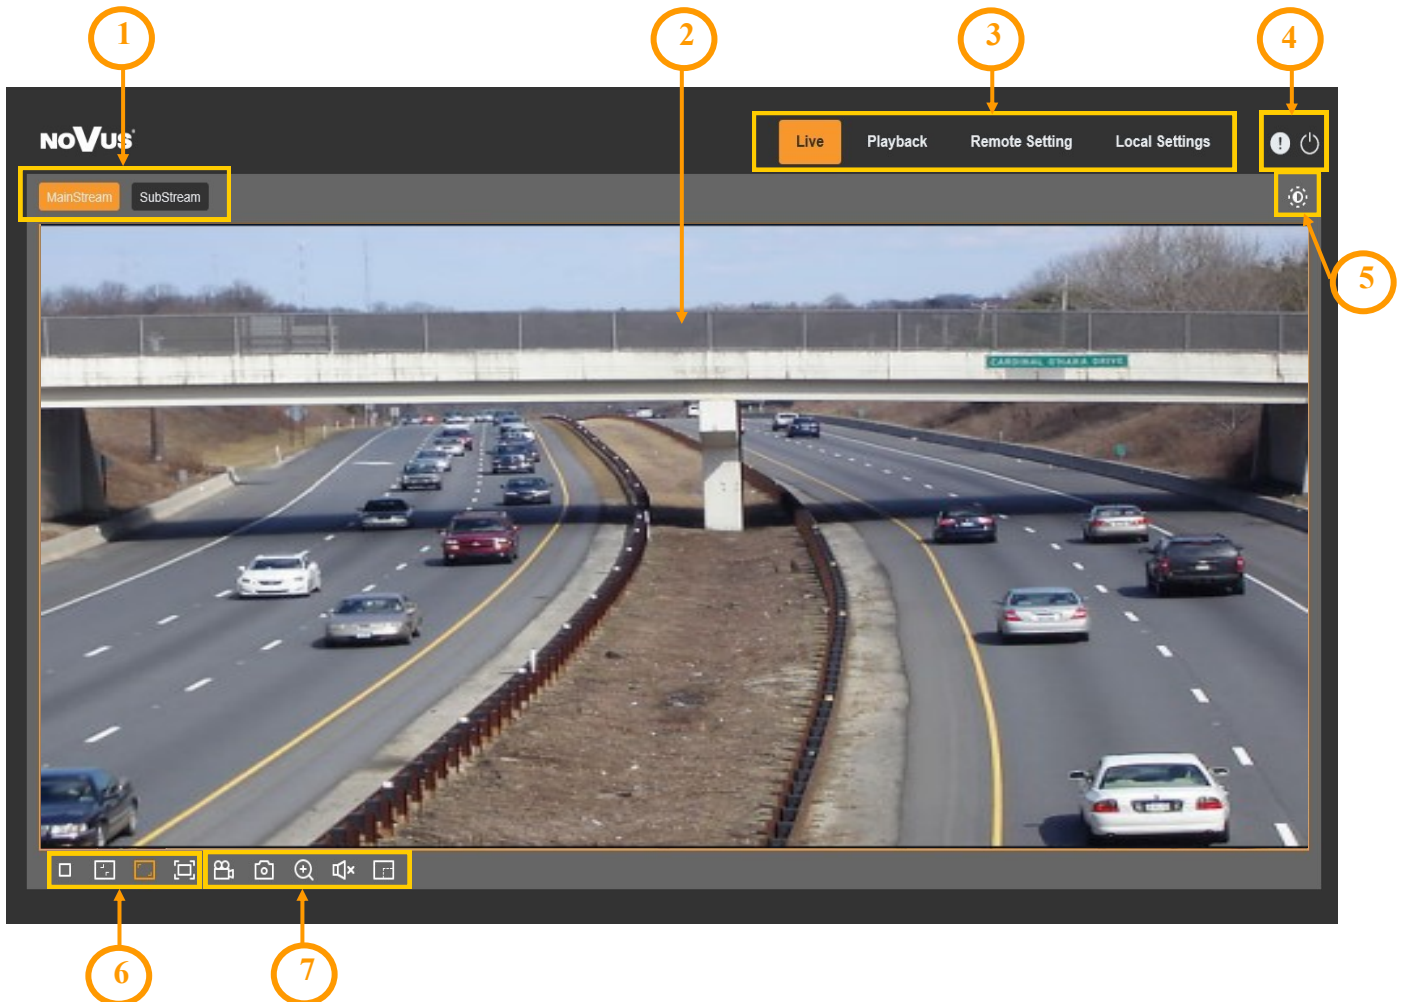 1 2 3 4
NOVUS
Live Playback Remote Setting Local Settings
MainStream SubStream
5
CARDINAL O'HARA DRIVE
6 7